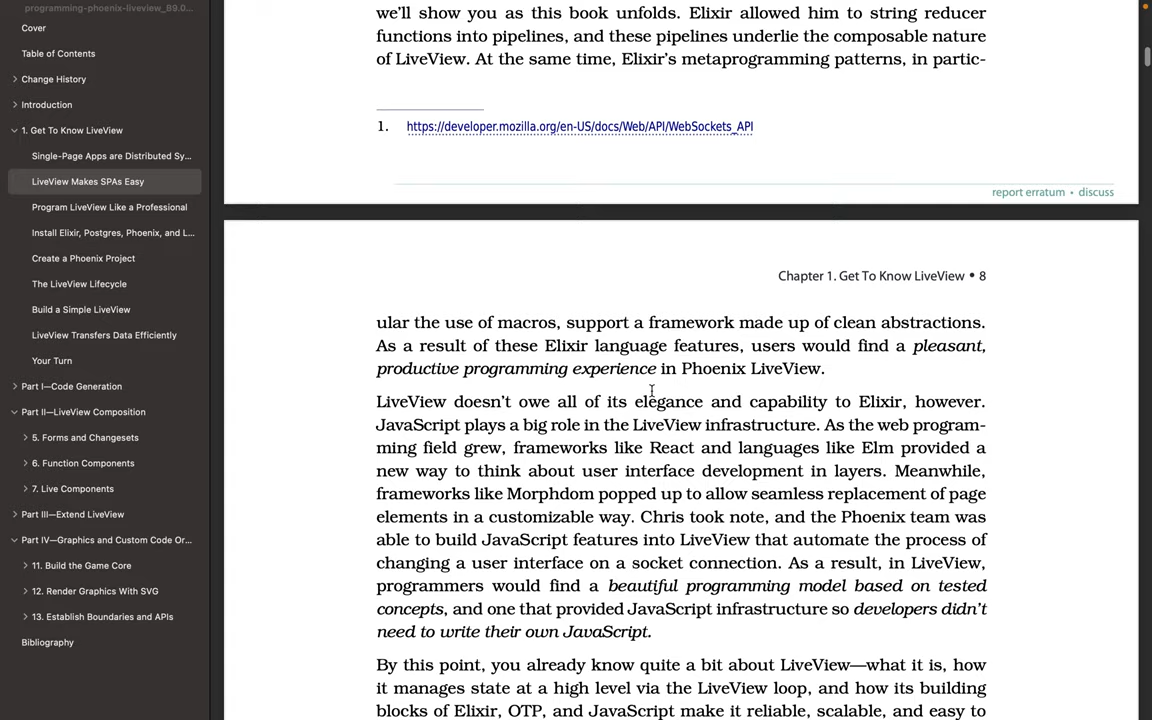 programming-phoenix-liveview_B9.0...
Cover
Table of Contents
Change History
Introduction
1. Get To Know LiveView
Single-Page Apps are Distributed Sy...
LiveView Makes SPAs Easy
Program LiveView Like a Professional
Install Elixir, Postgres, Phoenix, and L...
Create a Phoenix Project
The LiveView Lifecycle
Build a Simple LiveView
LiveView Transfers Data Efficiently
Your Turn
Part I—Code Generation
Part II—LiveView Composition
5. Forms and Changesets
6. Function Components
7. Live Components
Part III—Extend LiveView
Part IV—Graphics and Custom Code Or...
11. Build the Game Core
12. Render Graphics With SVG
13. Establish Boundaries and APIs
Bibliography
we'll show you as this book unfolds. Elixir allowed him to string reducer
functions into pipelines, and these pipelines underlie the composable nature
of LiveView. At the same time, Elixir's metaprogramming patterns, in partic-
1. https://developer.mozilla.org/en-US/docs/Web/API/WebSockets_API
report erratum • discuss
Chapter 1. Get To Know LiveView • 8
ular the use of macros, support a framework made up of clean abstractions.
As a result of these Elixir language features, users would find a pleasant,
productive programming experience in Phoenix LiveView.
LiveView doesn't owe all of its elegance and capability to Elixir, however.
JavaScript plays a big role in the LiveView infrastructure. As the web program-
ming field grew, frameworks like React and languages like Elm provided a
new way to think about user interface development in layers. Meanwhile,
frameworks like Morphdom popped up to allow seamless replacement of page
elements in a customizable way. Chris took note, and the Phoenix team was
able to build JavaScript features into LiveView that automate the process of
changing a user interface on a socket connection. As a result, in LiveView,
programmers would find a beautiful programming model based on tested
concepts, and one that provided JavaScript infrastructure so developers didn't
need to write their own JavaScript.
By this point, you already know quite a bit about LiveView—what it is, how
it manages state at a high level via the LiveView loop, and how its building
blocks of Elixir, OTP, and JavaScript make it reliable, scalable, and easy to